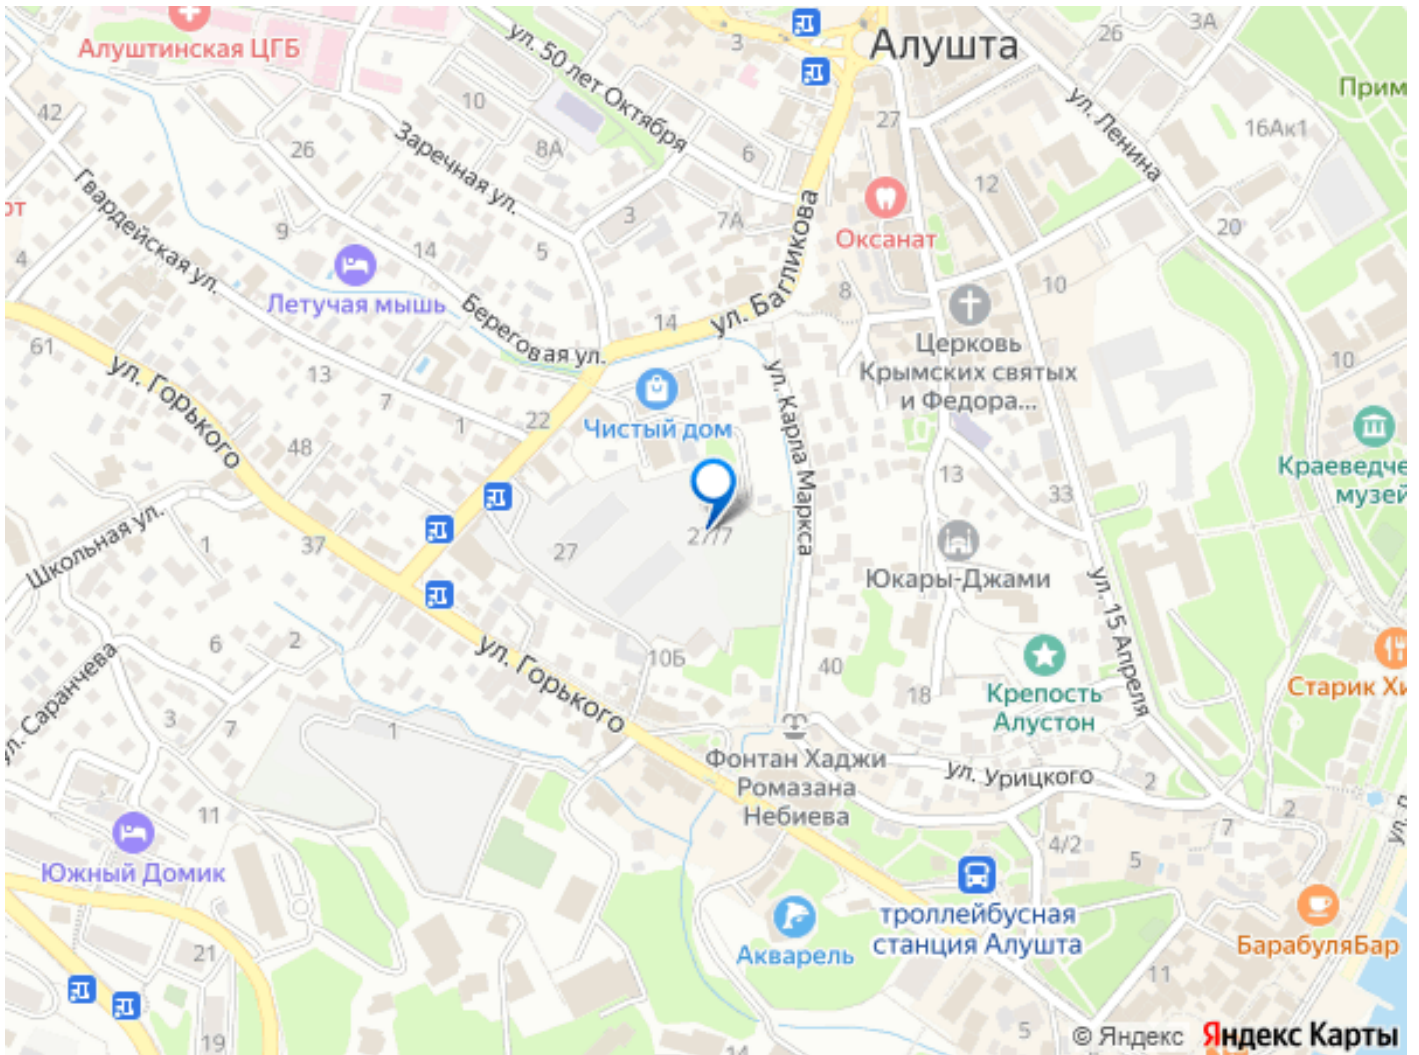 Алуштинская ЦГБ
Алушта
ул. 50 лет Октября
3
26
3А
Прим
42
10
27
ул. Ленина
16Ак1
Заречная ул.
26
8А
6
12
от
Гвардейская ул.
3
7А
Оксанат
20
4
9
14
5
ул. Багликова
8
10
Летучая мышь
Береговая ул.
14
61
ул. Горького
13
7
1
22
Чистый дом
ул. Карла Маркса
Церковь
Крымских святых
и Федора...
10
Краеведче
музей
48
13
33
Школьная ул.
1
37
27
Юкары-Джами
ул. 15 Апреля
ул. Саранчева
6
2
ул. Горького
10Б
40
18
Крепость
Алустон
Старик Хи
3
7
1
Фонтан Хаджи
Ромазана
Небиева
ул. Урицкого
2
2
11
4/2
5
7
ул. Л
Южный Домик
троллейбусная
станция Алушта
Акварель
БарабуляБар
21
11
19
14
5
© Яндекс Яндекс Карты